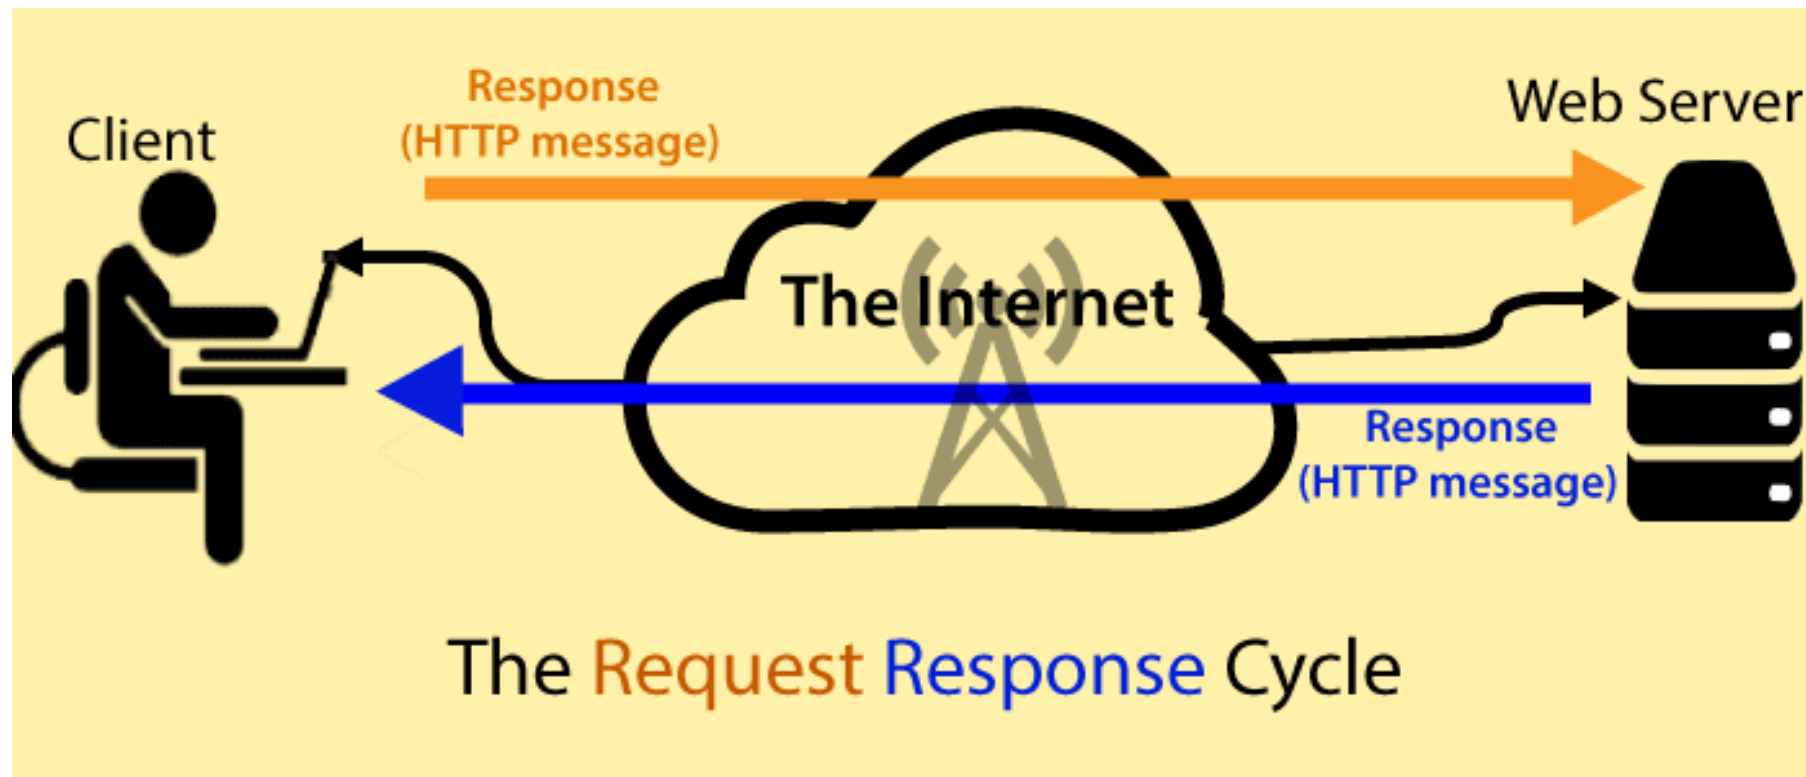 Response
(HTTP message)
Client
Web Server
The Internet
Response
(HTTP message)
The Request Response Cycle